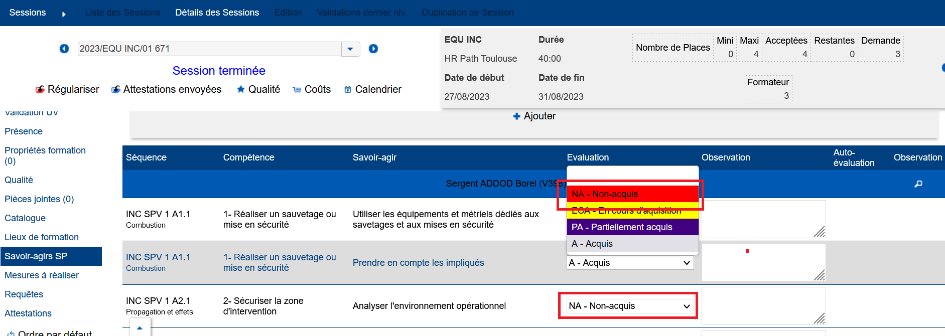 Sessions
Liste des Sessions
Détails des Sessions
Edition
Validations dernier niv.
Duplication de Session
2023/EQU INC/01 671
Session terminée
Régulariser
Attestations envoyées
Qualité
Coûts
Calendrier
EQU INC
Durée
HR Path Toulouse
40:00
Date de début
Date de fin
27/08/2023
31/08/2023
Nombre de Places
Mini
Maxi
Acceptées
Restantes
Demande
0
4
4
0
3
Formateur
3
Validation UV
Présence
Propriétés formation
(0)
Qualité
Pièces jointes (0)
Catalogue
Lieux de formation
Savoir-agirs SP
Mesures à réaliser
Requêtes
Attestations
Ordre par défaut
Ajouter
Séquence
Compétence
Savoir-agir
Evaluation
Observation
Auto-
évaluation
Observation
Sergent ADDOD Borel
NA - Non-acquis
ECA - En cours d'aquisition
PA - Partiellement acquis
A - Acquis
INC SPV 1 A1.1
Combustion
1- Réaliser un sauvetage ou
mise en sécurité
Utiliser les équipements et métriels dédiés aux
savetages et aux mises en sécurité
INC SPV 1 A1.1
Combustion
1- Réaliser un sauvetage ou
mise en sécurité
Prendre en compte les impliqués
A - Acquis
INC SPV 1 A2.1
Propagation et effets
2- Sécuriser la zone
d'intervention
Analyser l'environnement opérationnel
NA - Non-acquis